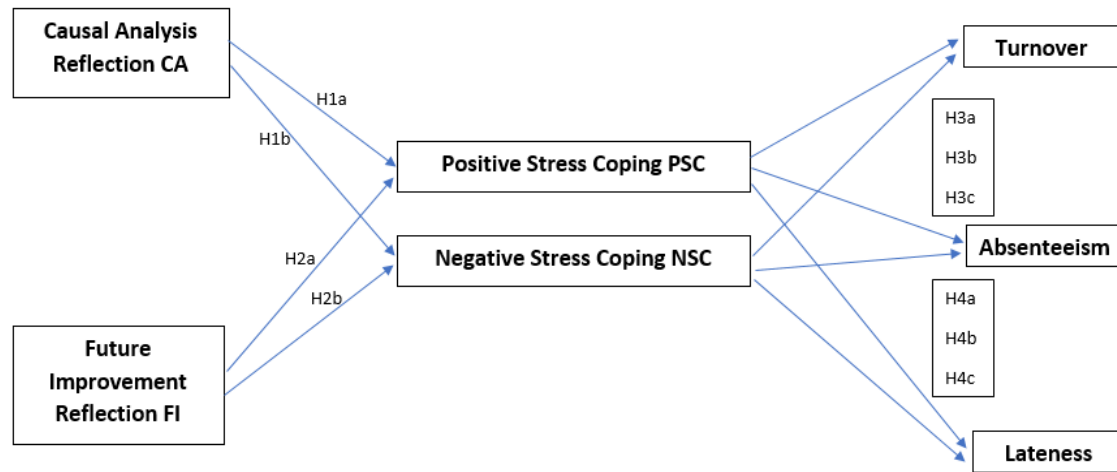 Causal Analysis
Reflection CA
Turnover
H1a
H3a
H1b
H3b
Positive Stress Coping PSC
H3c
Negative Stress Coping NSC
Absenteeism
H2a
H2b
H4a
H4b
Future
Improvement
Reflection FI
H4c
Lateness